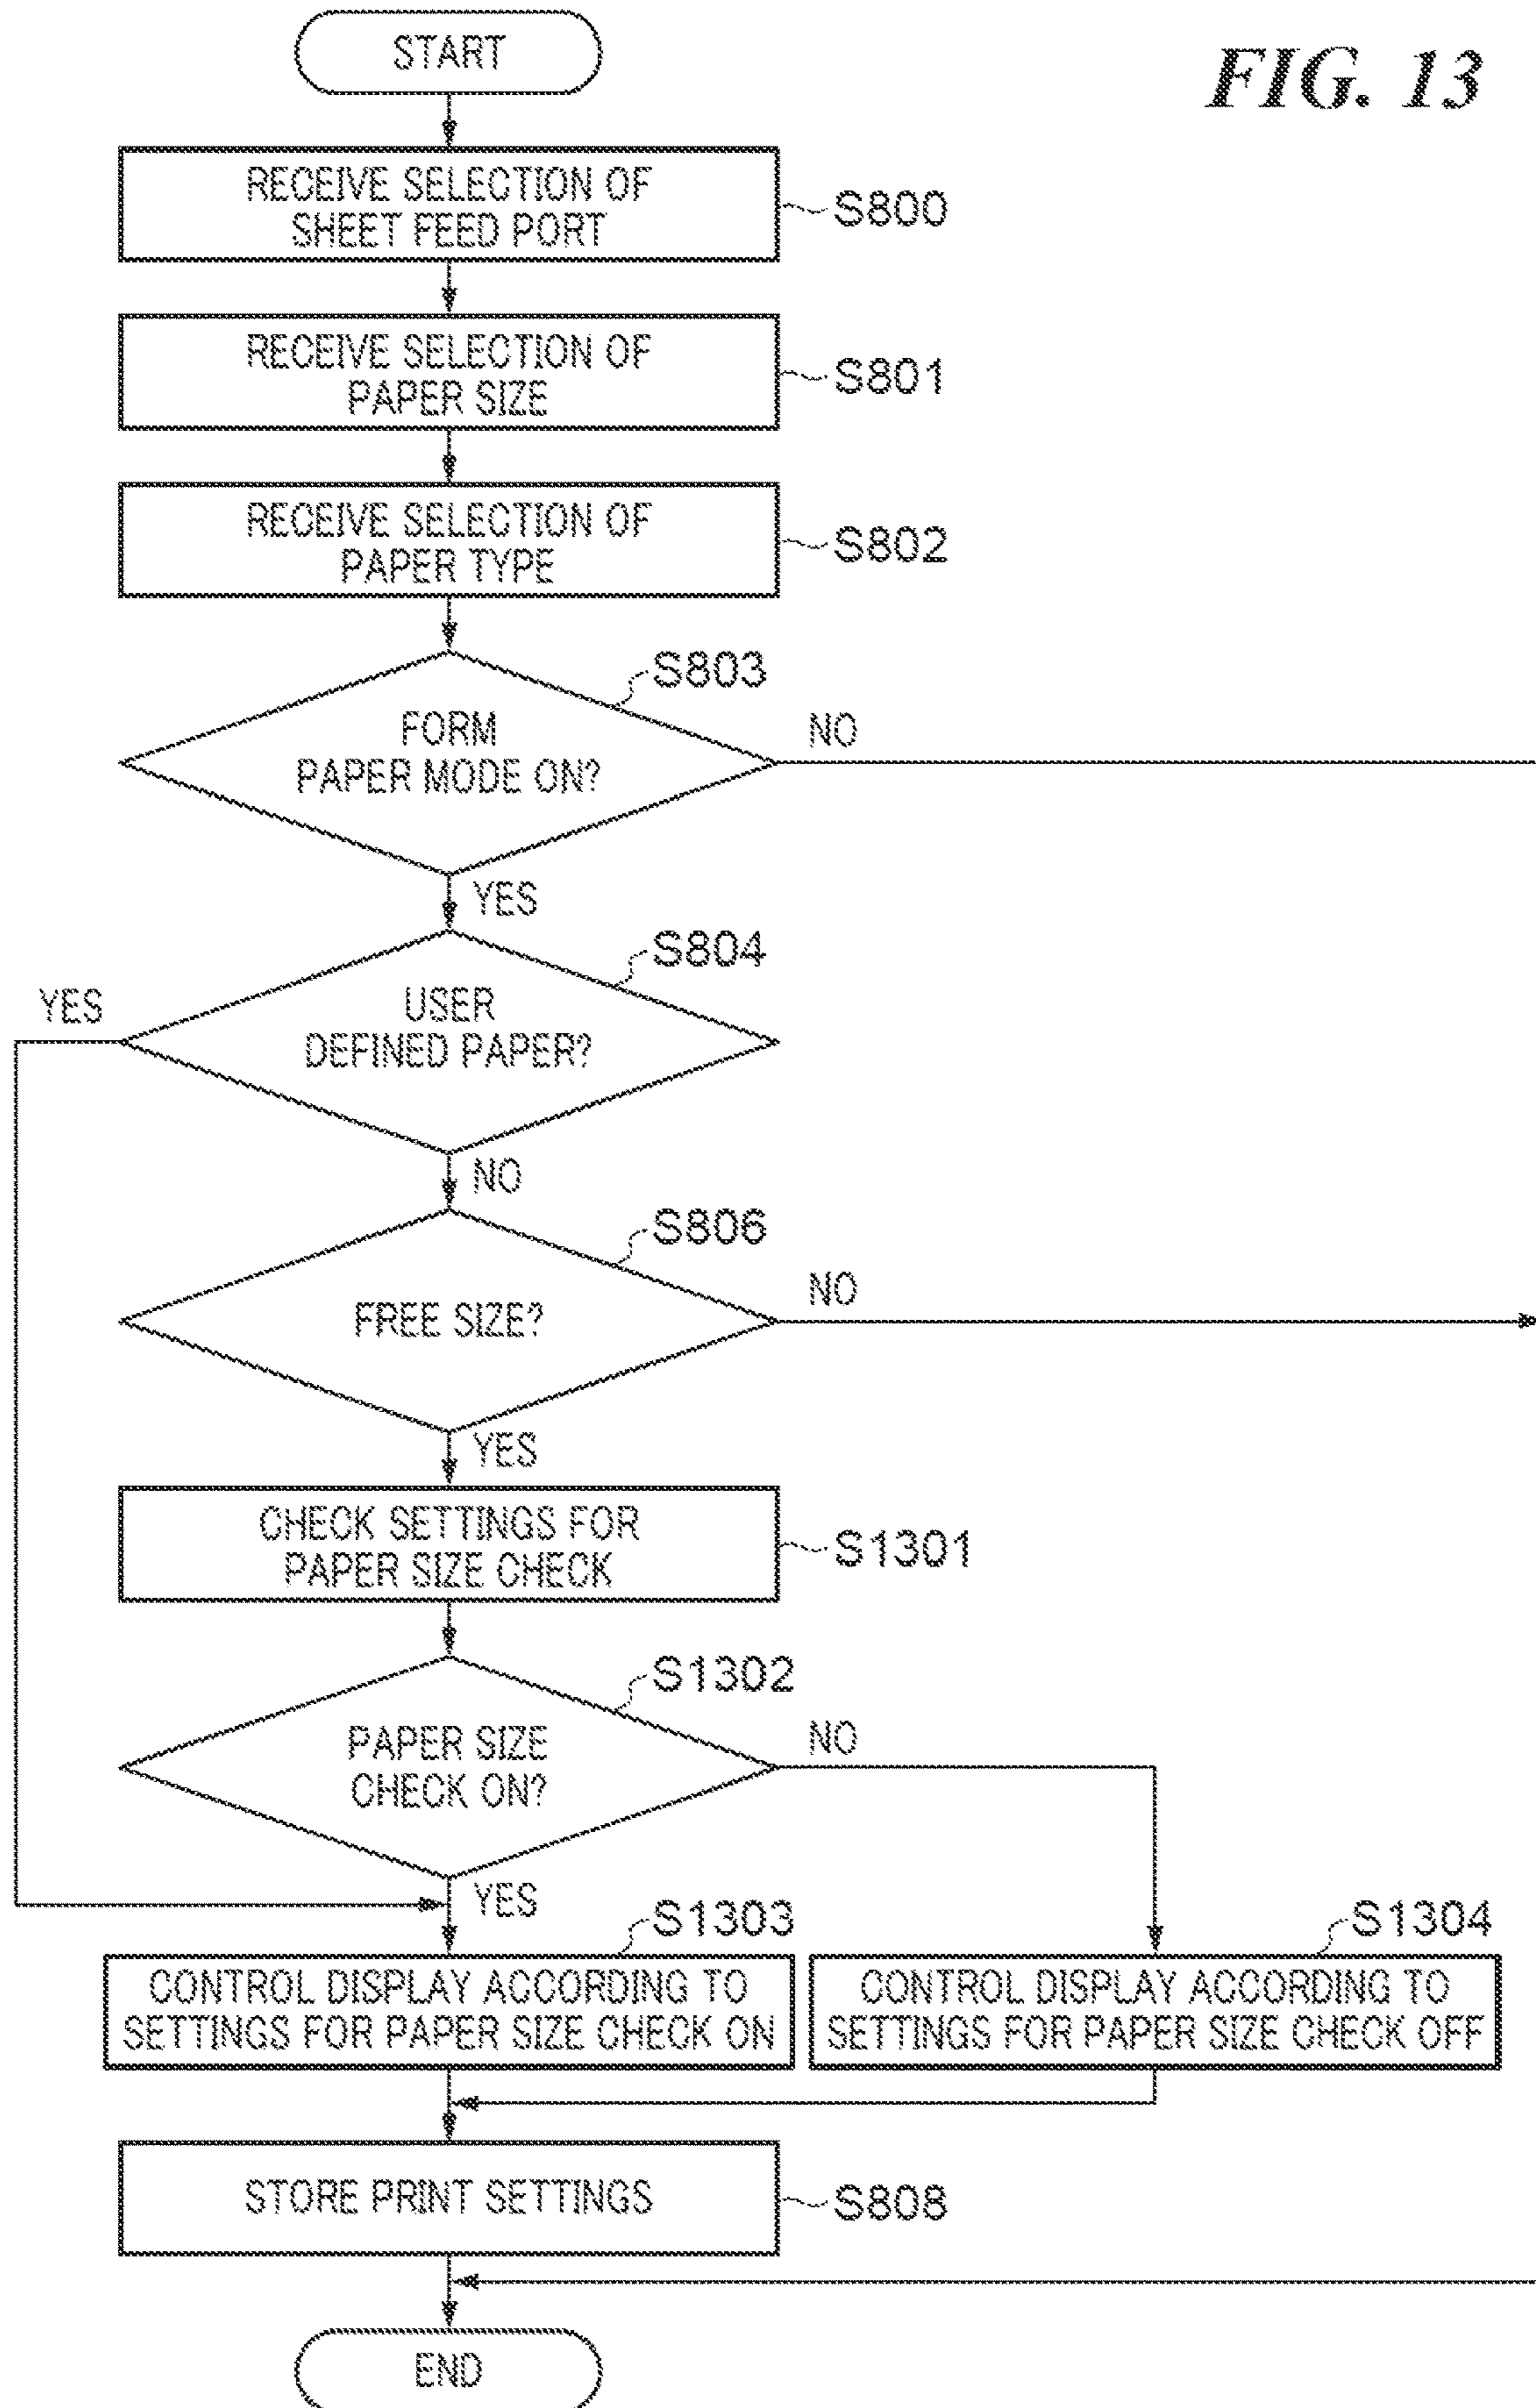 FIG. 13
START
RECEIVE SELECTION OF
SHEET FEED PORT
S800
RECEIVE SELECTION OF
PAPER SIZE
S801
RECEIVE SELECTION OF
PAPER TYPE
S802
S803
FORM
PAPER MODE ON?
NO
YES
S804
YES
USER
DEFINED PAPER?
NO
S806
FREE SIZE?
NO
YES
CHECK SETTINGS FOR
PAPER SIZE CHECK
S1301
S1302
PAPER SIZE
CHECK ON?
NO
YES
S1303
CONTROL DISPLAY ACCORDING TO
SETTINGS FOR PAPER SIZE CHECK ON
S1304
CONTROL DISPLAY ACCORDING TO
SETTINGS FOR PAPER SIZE CHECK OFF
STORE PRINT SETTINGS
S808
END